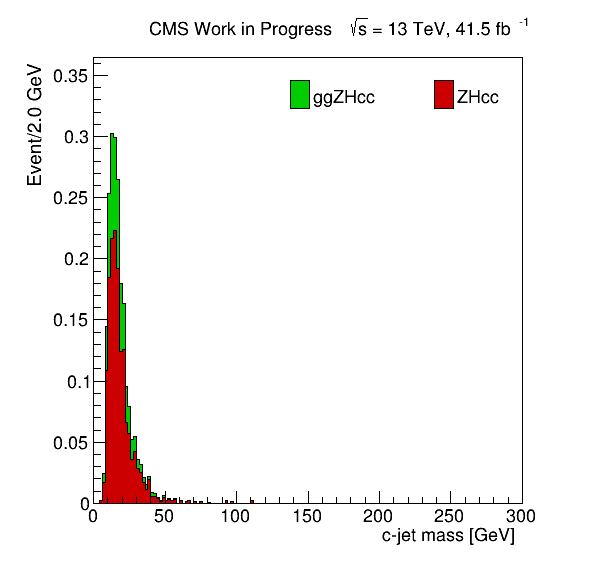 CMS Work in Progress √s = 13 TeV, 41.5 fb⁻¹
Event/2.0 GeV
ggZHcc ZHcc
0.35
0.3
0.25
0.2
0.15
0.1
0.05
0
0 50 100 150 200 250 300
c-jet mass [GeV]